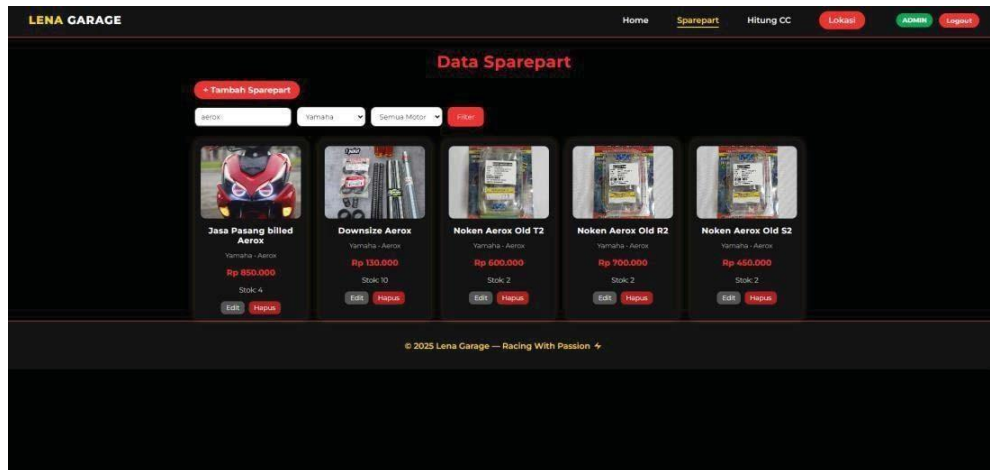 LENA GARAGE
Home Sparepart Hitung CC Lokasi ADMIN Logout
Data Sparepart
+ Tambah Sparepart
aerox Yamaha Semua Motor Filter
Jasa Pasang billed
Aerox
Yamaha - Aerox
Rp 850.000
Stok: 4
Edit Hapus
Downsize Aerox
Yamaha - Aerox
Rp 130.000
Stok: 10
Edit Hapus
Noken Aerox Old T2
Yamaha - Aerox
Rp 600.000
Stok: 2
Edit Hapus
Noken Aerox Old R2
Yamaha - Aerox
Rp 700.000
Stok: 2
Edit Hapus
Noken Aerox Old S2
Yamaha - Aerox
Rp 450.000
Stok: 2
Edit Hapus
© 2025 Lena Garage — Racing With Passion ⚡